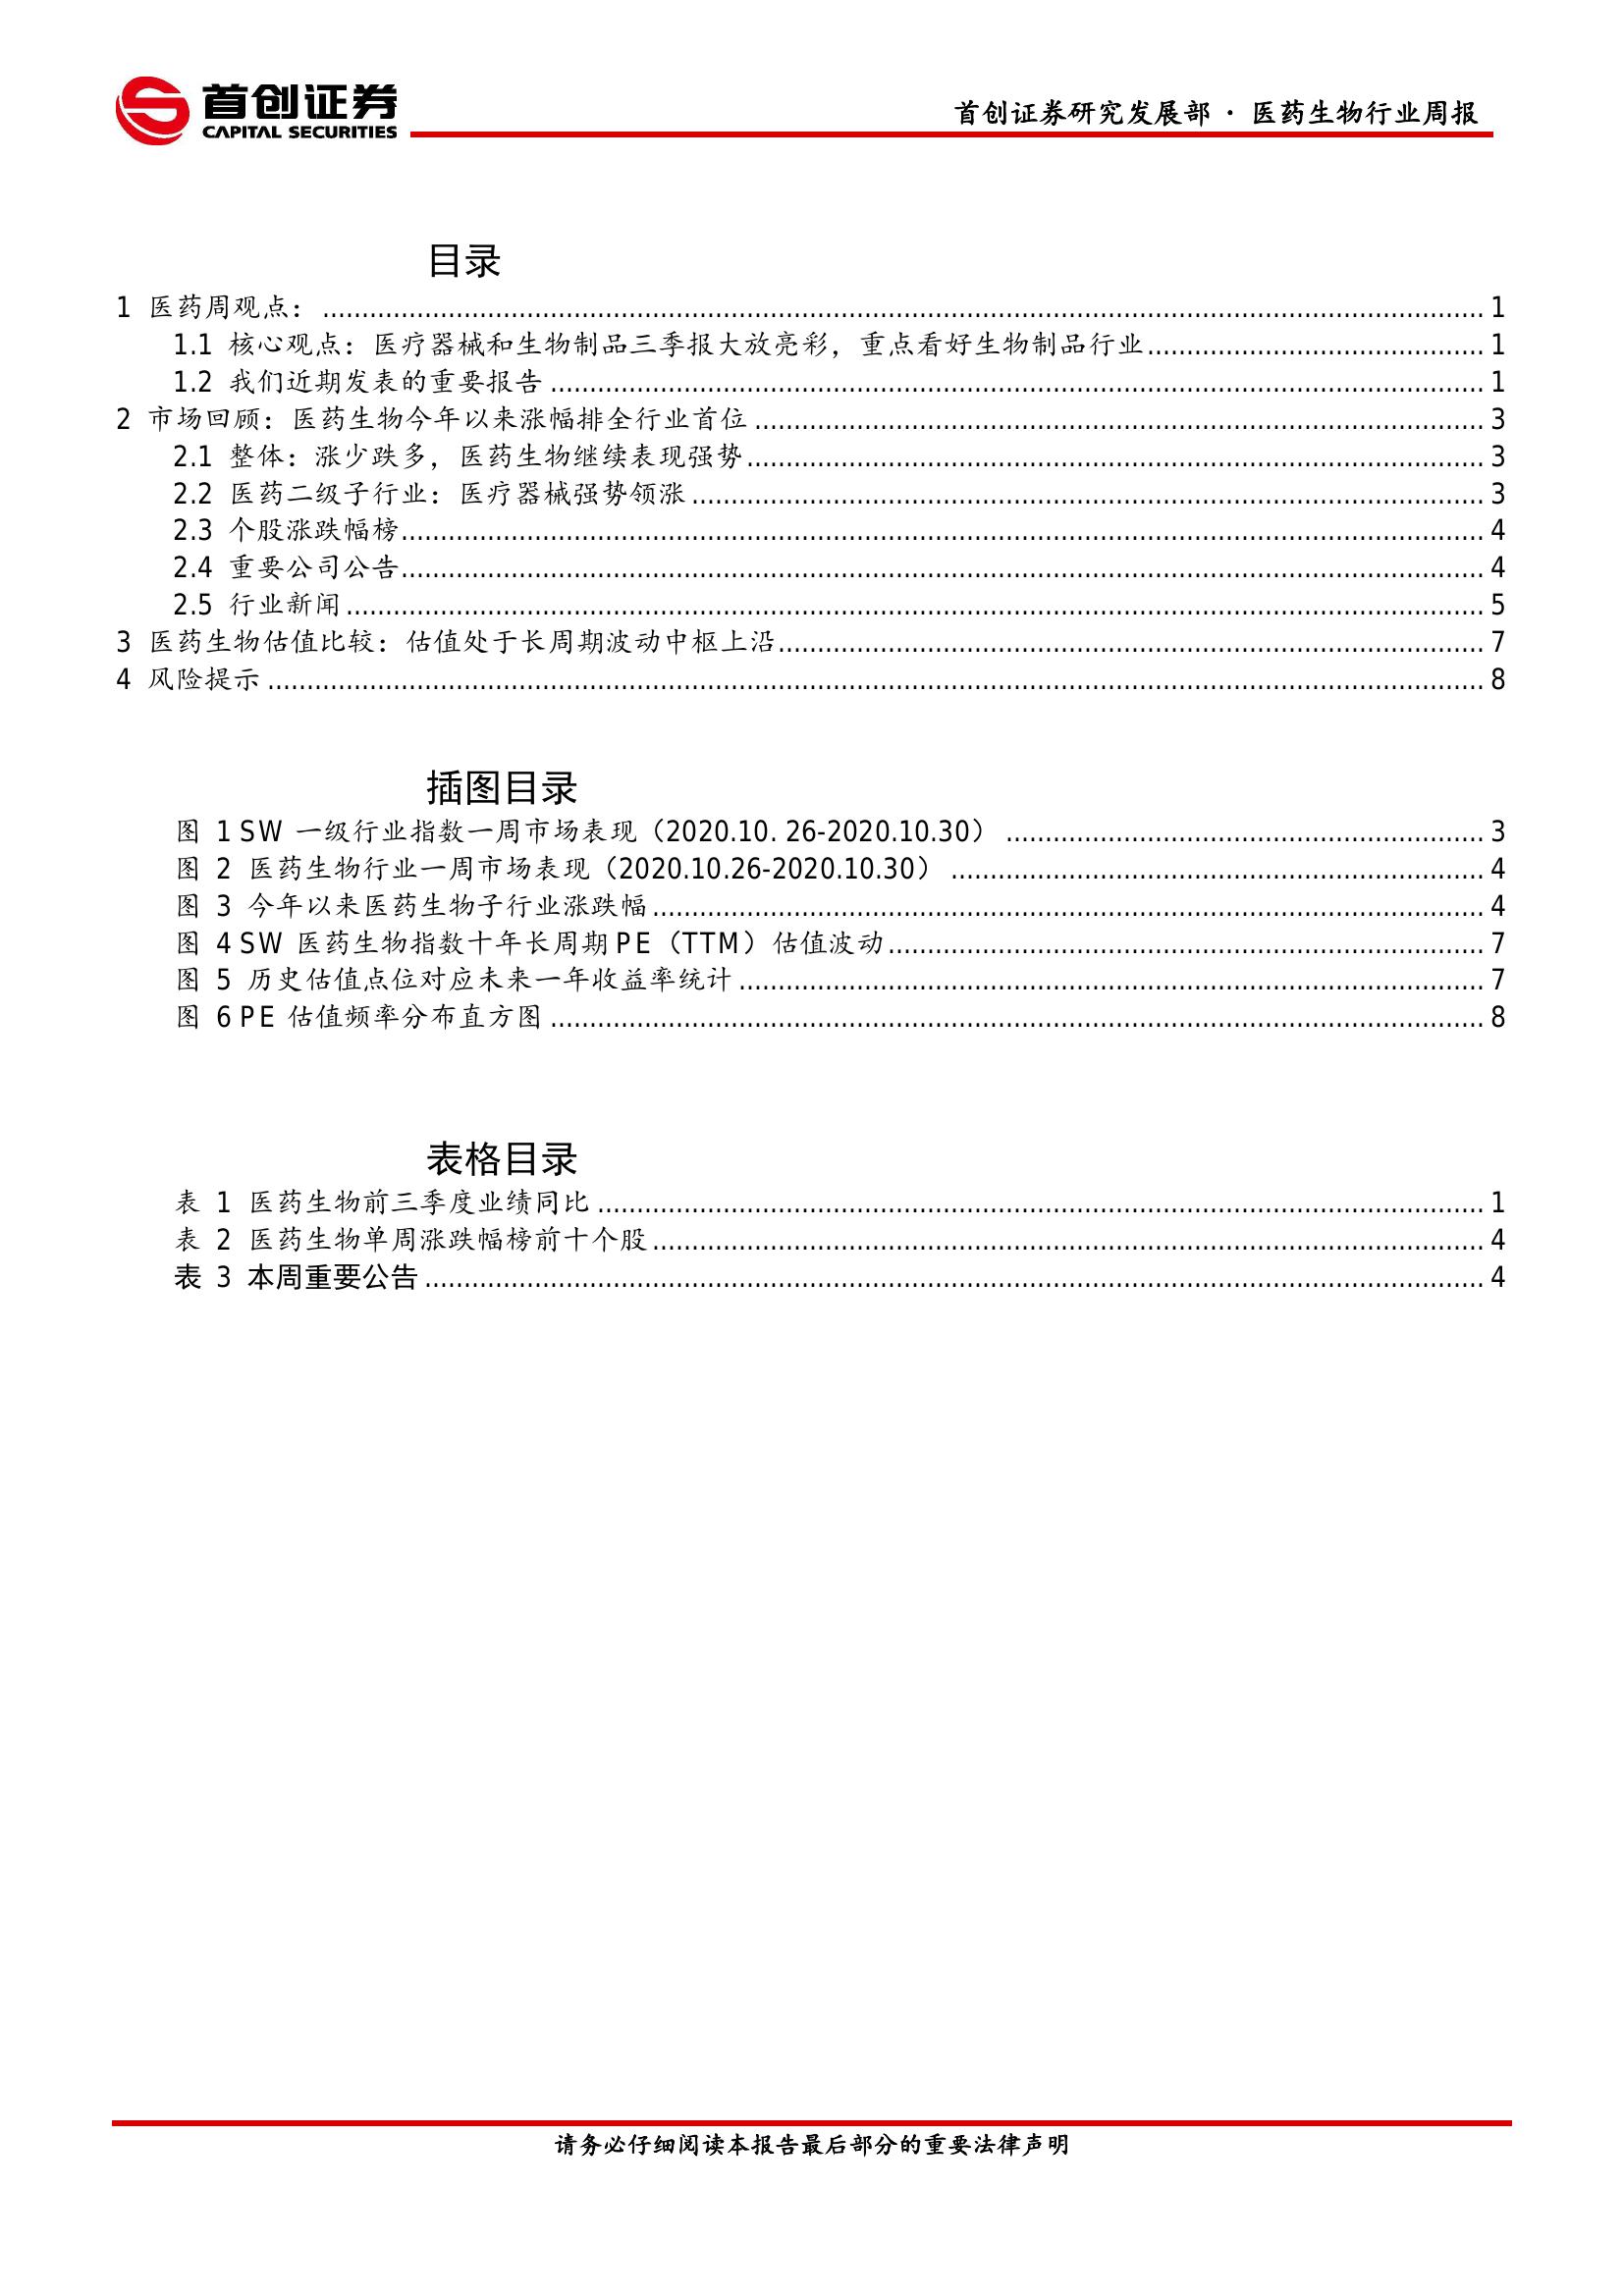 首创证券
CAPITAL SECURITIES
首创证券研究发展部 · 医药生物行业周报
目录
1 医药周观点: ........................................ 1
1.1 核心观点：医疗器械和生物制品三季报大放亮彩，重点看好生物制品行业........................................ 1
1.2 我们近期发表的重要报告 ........................................ 1
2 市场回顾：医药生物今年以来涨幅排全行业首位 ........................................ 3
2.1 整体：涨少跌多，医药生物继续表现强势........................................ 3
2.2 医药二级子行业：医疗器械强势领涨 ........................................ 3
2.3 个股涨跌幅榜........................................ 4
2.4 重要公司公告........................................ 4
2.5 行业新闻 ........................................ 5
3 医药生物估值比较：估值处于长周期波动中枢上沿........................................ 7
4 风险提示 ........................................ 8
插图目录
图 1 SW 一级行业指数一周市场表现（2020.10. 26-2020.10.30） ........................................ 3
图 2 医药生物行业一周市场表现（2020.10.26-2020.10.30） ........................................ 4
图 3 今年以来医药生物子行业涨跌幅 ........................................ 4
图 4 SW 医药生物指数十年长周期 PE（TTM）估值波动 ........................................ 7
图 5 历史估值点位对应未来一年收益率统计 ........................................ 7
图 6 PE 估值频率分布直方图 ........................................ 8
表格目录
表 1 医药生物前三季度业绩同比 ........................................ 1
表 2 医药生物单周涨跌幅榜前十个股 ........................................ 4
表 3 本周重要公告 ........................................ 4
请务必仔细阅读本报告最后部分的重要法律声明